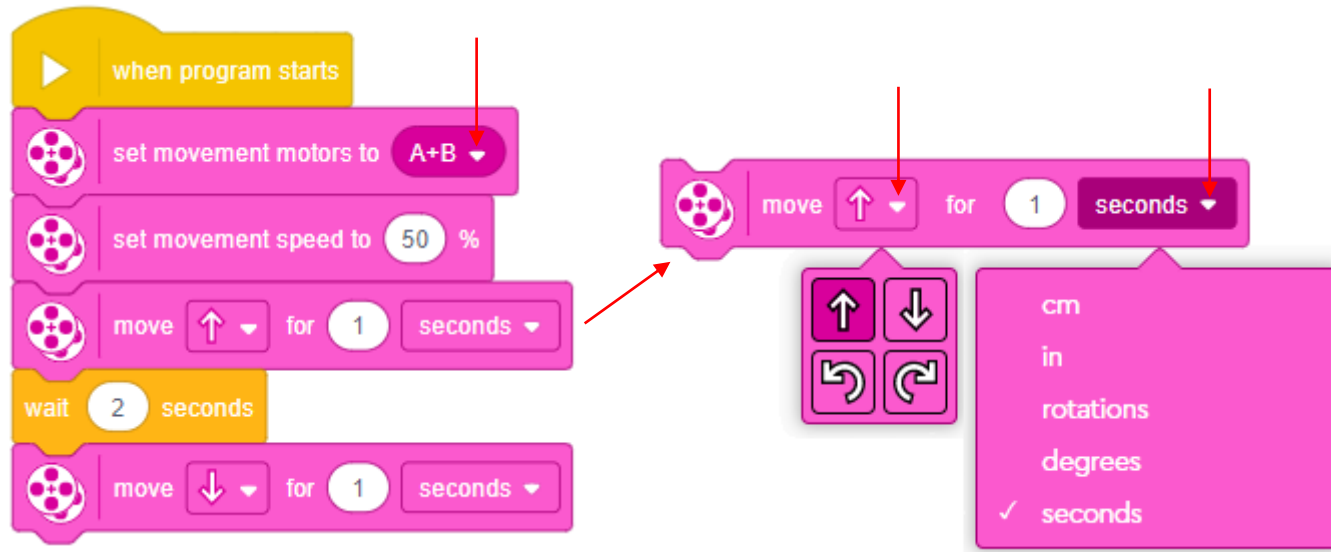 when program starts
set movement motors to A+B
set movement speed to 50 %
move for 1 seconds
wait 2 seconds
move for 1 seconds
move for 1 seconds
cm
in
rotations
degrees
✓ seconds